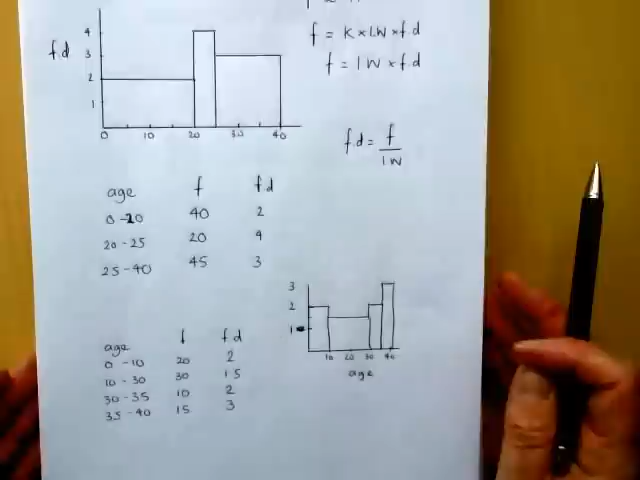 f = k x I.W x f.d
f = IW x f.d
f.d
4
3
2
1
0 10 20 30 40
f.d = f
IW
age f f.d
0-20 40 2
20-25 20 4
25-40 45 3
3
2
1
10 20 30 40
age
age f f.d
0-10 20 2
10-30 30 1 5
30-35 10 2
35-40 15 3